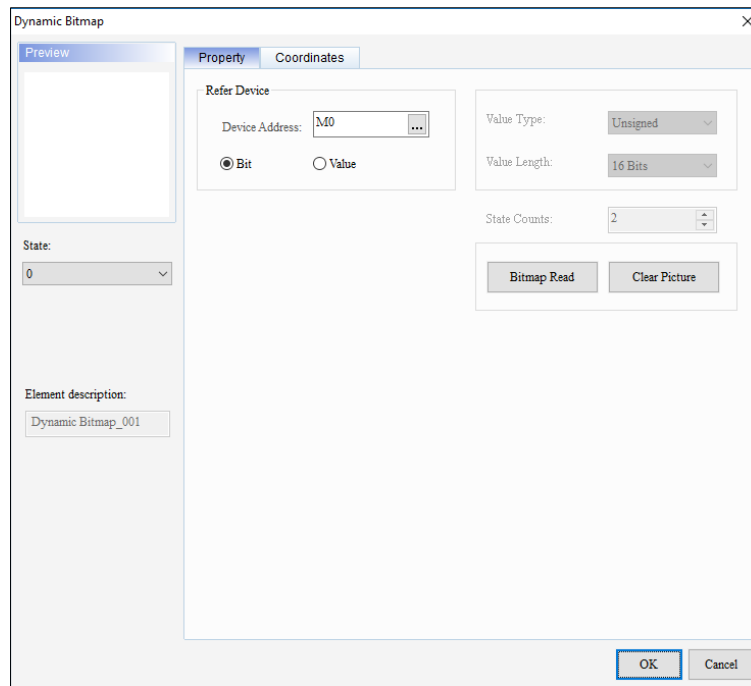 Dynamic Bitmap
Preview
Property Coordinates
Refer Device
Device Address: M0 ...
Bit Value
Value Type: Unsigned
Value Length: 16 Bits
State Counts: 2
Bitmap Read Clear Picture
State:
0
Element description:
Dynamic Bitmap_001
OK Cancel